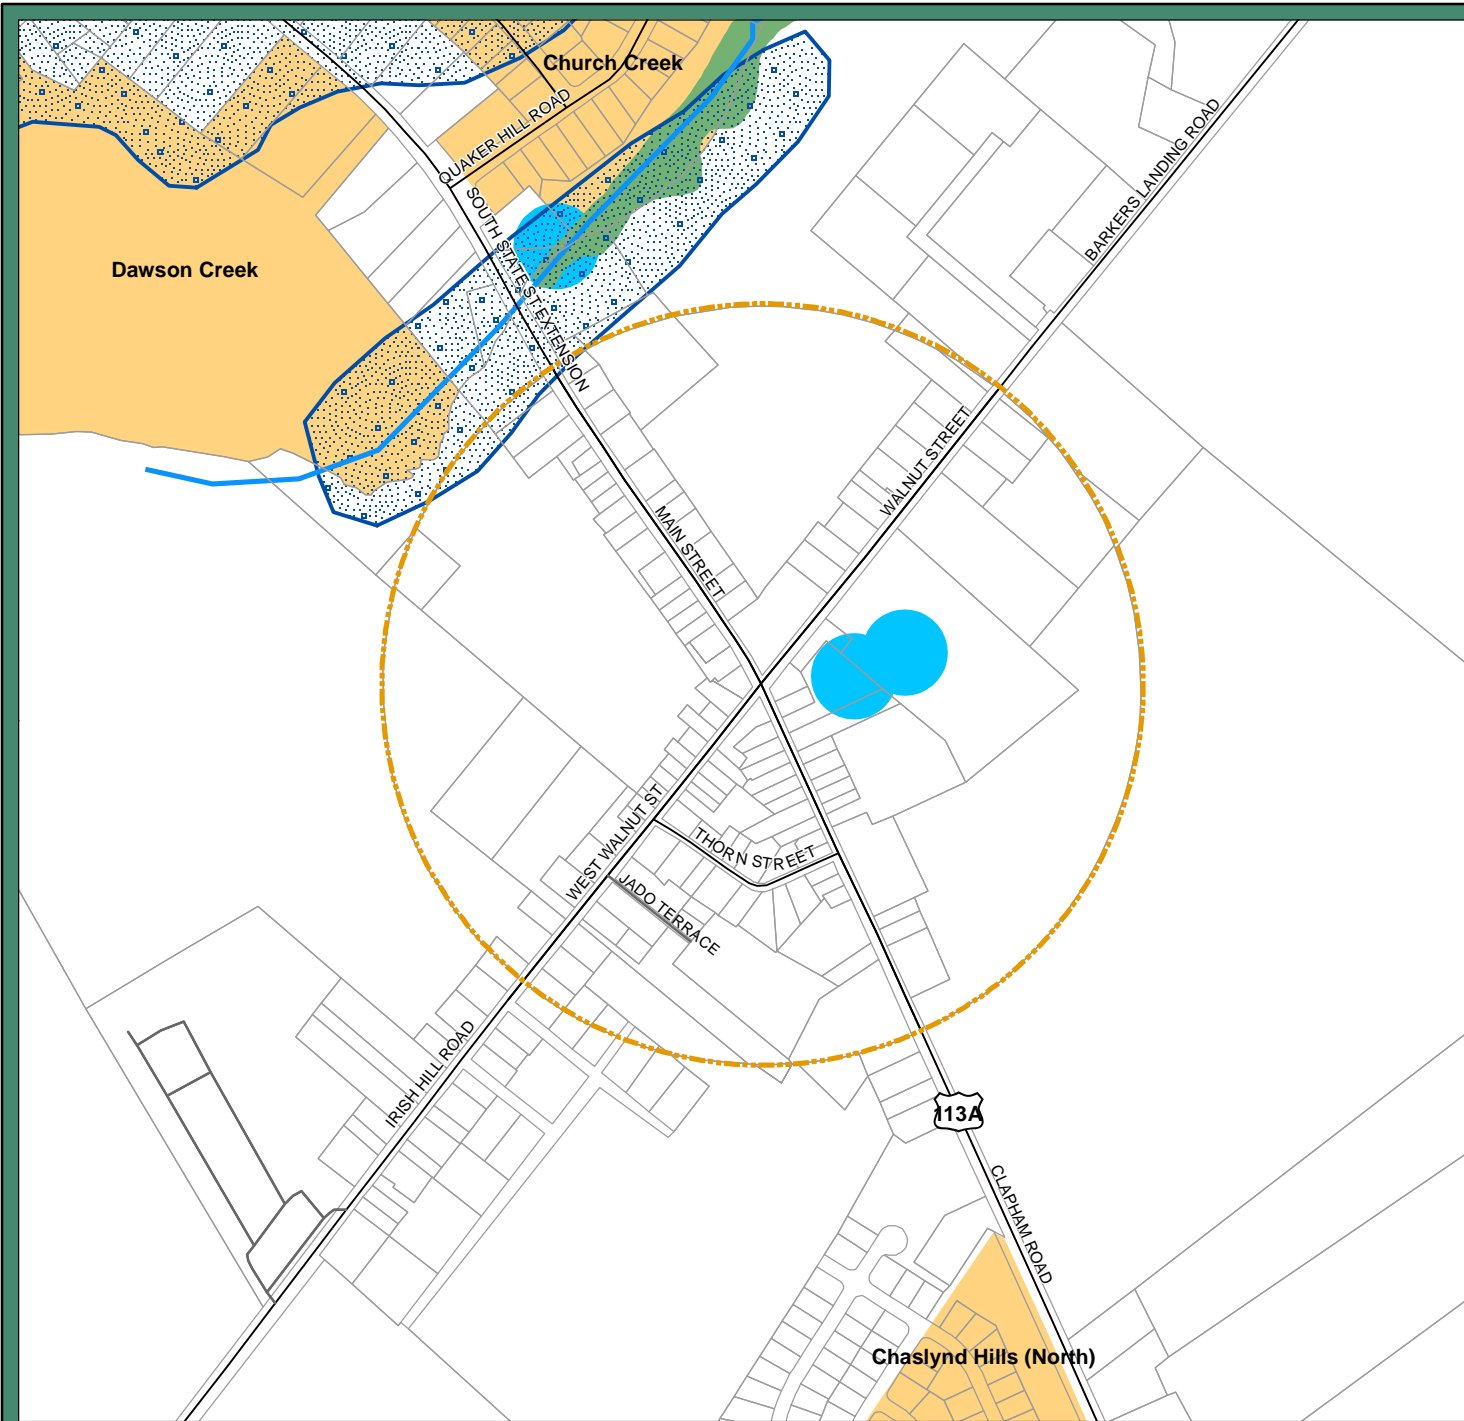 Church Creek
QUAKER HILL ROAD
BARKERS LANDING ROAD
SOUTH STATE ST EXTENSION
Dawson Creek
WALNUT STREET
MAIN STREET
WEST WALNUT ST
THORN STREET
JADO TERRACE
IRISH HILL ROAD
113A
CLAPHAM ROAD
Chaslynd Hills (North)